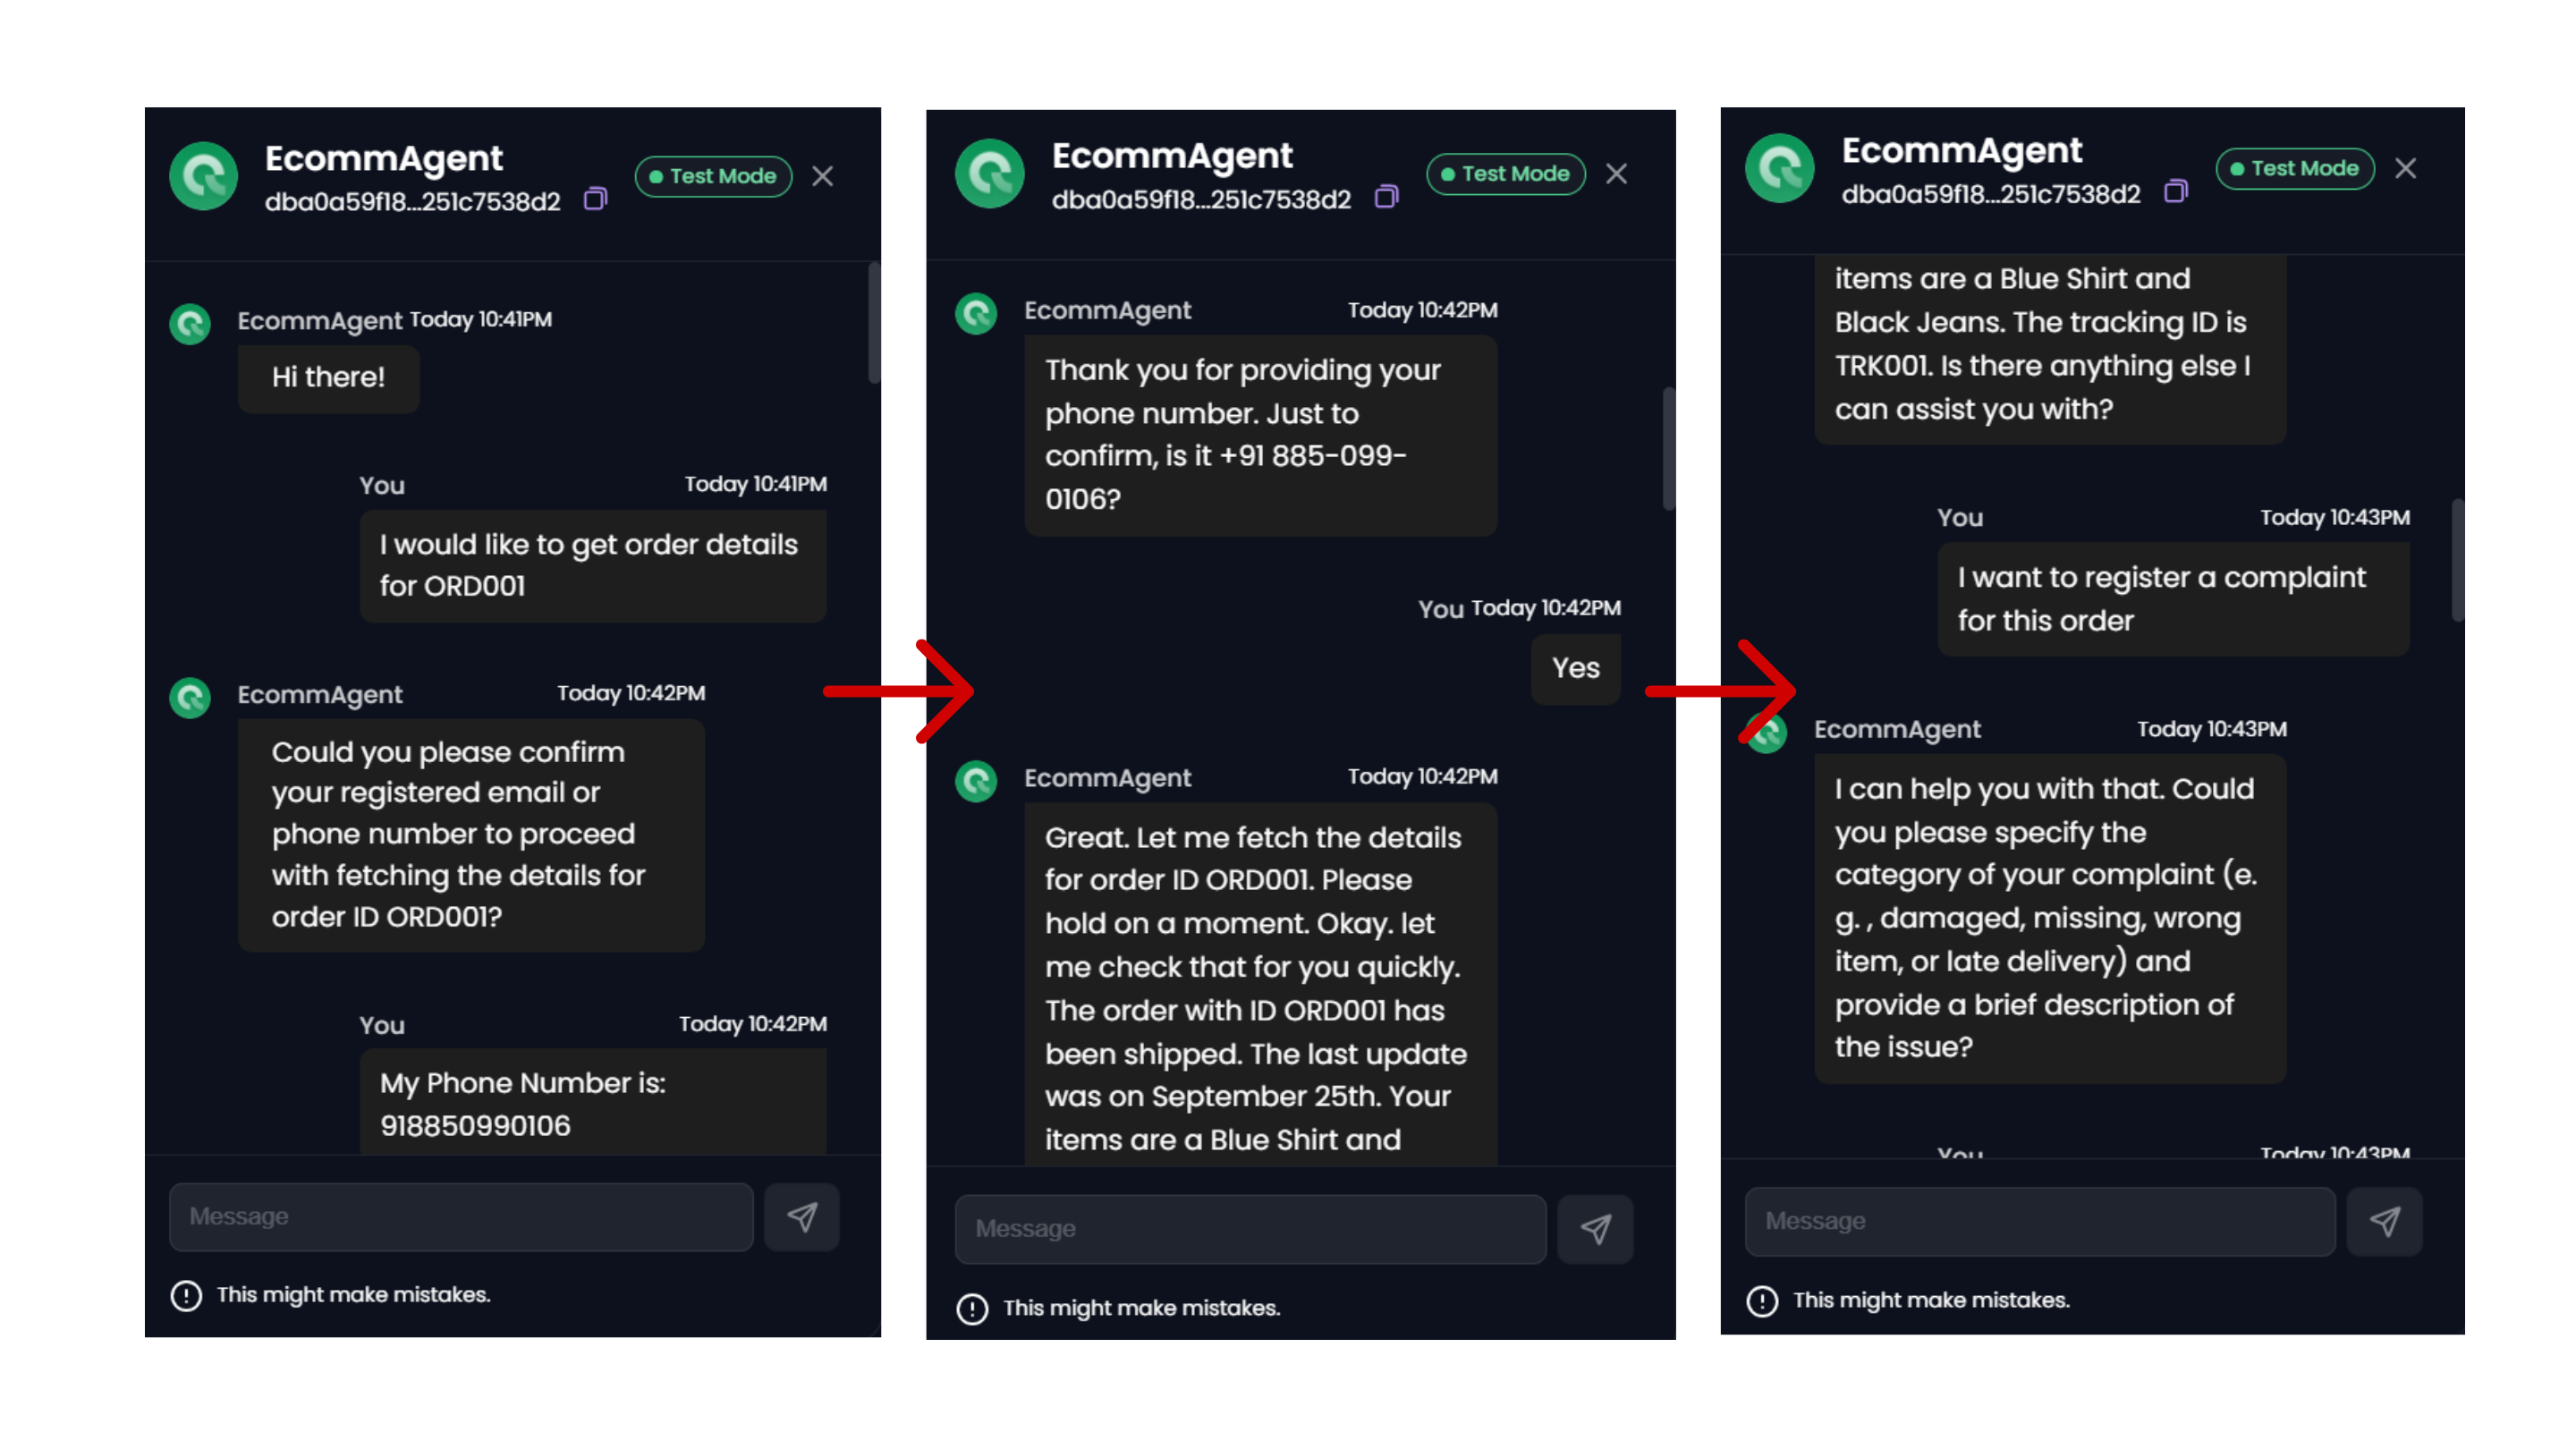 EcommAgent
dba0a59f18...251c7538d2
Test Mode
EcommAgent Today 10:41PM
Hi there!
You Today 10:41PM
I would like to get order details
for ORD001
EcommAgent Today 10:42PM
Could you please confirm
your registered email or
phone number to proceed
with fetching the details for
order ID ORD001?
You Today 10:42PM
My Phone Number is:
918850990106
Message
This might make mistakes.
EcommAgent
dba0a59f18...251c7538d2
Test Mode
EcommAgent Today 10:42PM
Thank you for providing your
phone number. Just to
confirm, is it +91 885-099-
0106?
You Today 10:42PM
Yes
EcommAgent Today 10:42PM
Great. Let me fetch the details
for order ID ORD001. Please
hold on a moment. Okay. let
me check that for you quickly.
The order with ID ORD001 has
been shipped. The last update
was on September 25th. Your
items are a Blue Shirt and
Message
This might make mistakes.
EcommAgent
dba0a59f18...251c7538d2
Test Mode
items are a Blue Shirt and
Black Jeans. The tracking ID is
TRK001. Is there anything else I
can assist you with?
You Today 10:43PM
I want to register a complaint
for this order
EcommAgent Today 10:43PM
I can help you with that. Could
you please specify the
category of your complaint (e.
g. , damaged, missing, wrong
item, or late delivery) and
provide a brief description of
the issue?
You Today 10:43PM
Message
This might make mistakes.